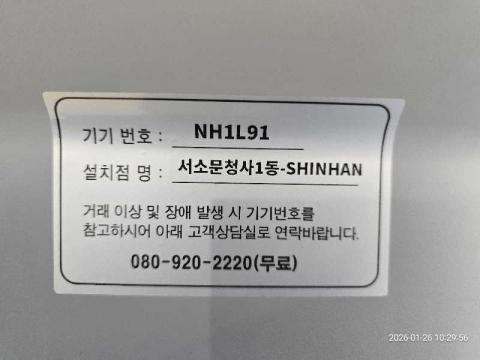 기기 번호 : NH1L91
설치점 명 : 서소문청사1동-SHINHAN
거래 이상 및 장애 발생 시 기기번호를
참고하시어 아래 고객상담실로 연락바랍니다.
080-920-2220(무료)
2026-01-26 10:29:56